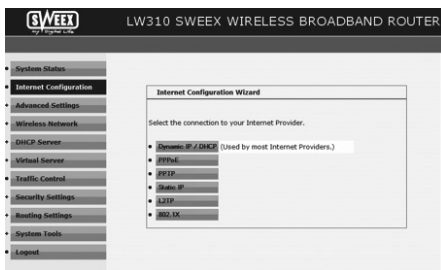 SWEEX
my Digital Life
LW310 SWEEX WIRELESS BROADBAND ROUTER
System Status
Internet Configuration
Advanced Settings
Wireless Network
DHCP Server
Virtual Server
Traffic Control
Security Settings
Routing Settings
System Tools
Logout
Internet Configuration Wizard
Select the connection to your Internet Provider.
Dynamic IP / DHCP (Used by most Internet Providers.)
PPPoE
PPTP
Static IP
L2TP
802.1X